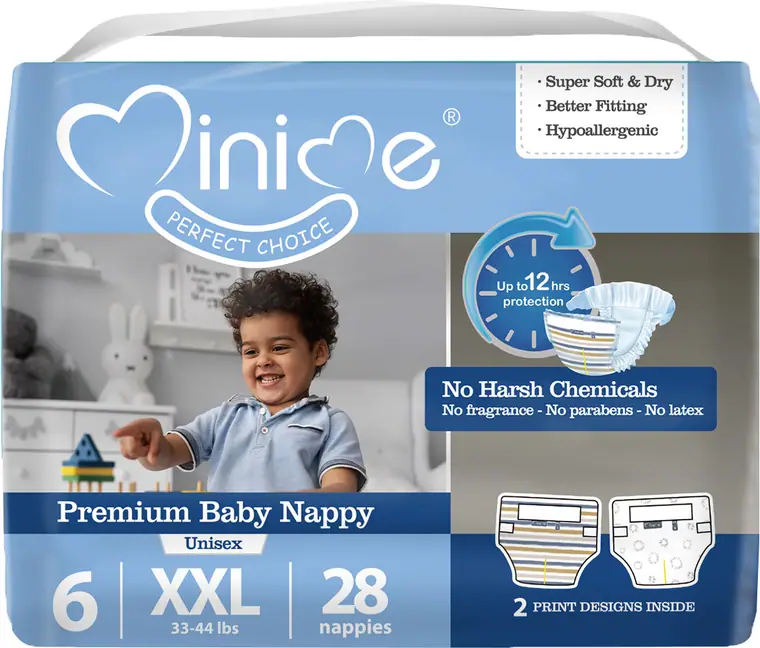 Minime®
PERFECT CHOICE
· Super Soft & Dry
· Better Fitting
· Hypoallergenic
Up to 12 hrs
protection
No Harsh Chemicals
No fragrance - No parabens - No latex
Premium Baby Nappy
Unisex
6
XXL
33-44 lbs
28
nappies
2 PRINT DESIGNS INSIDE